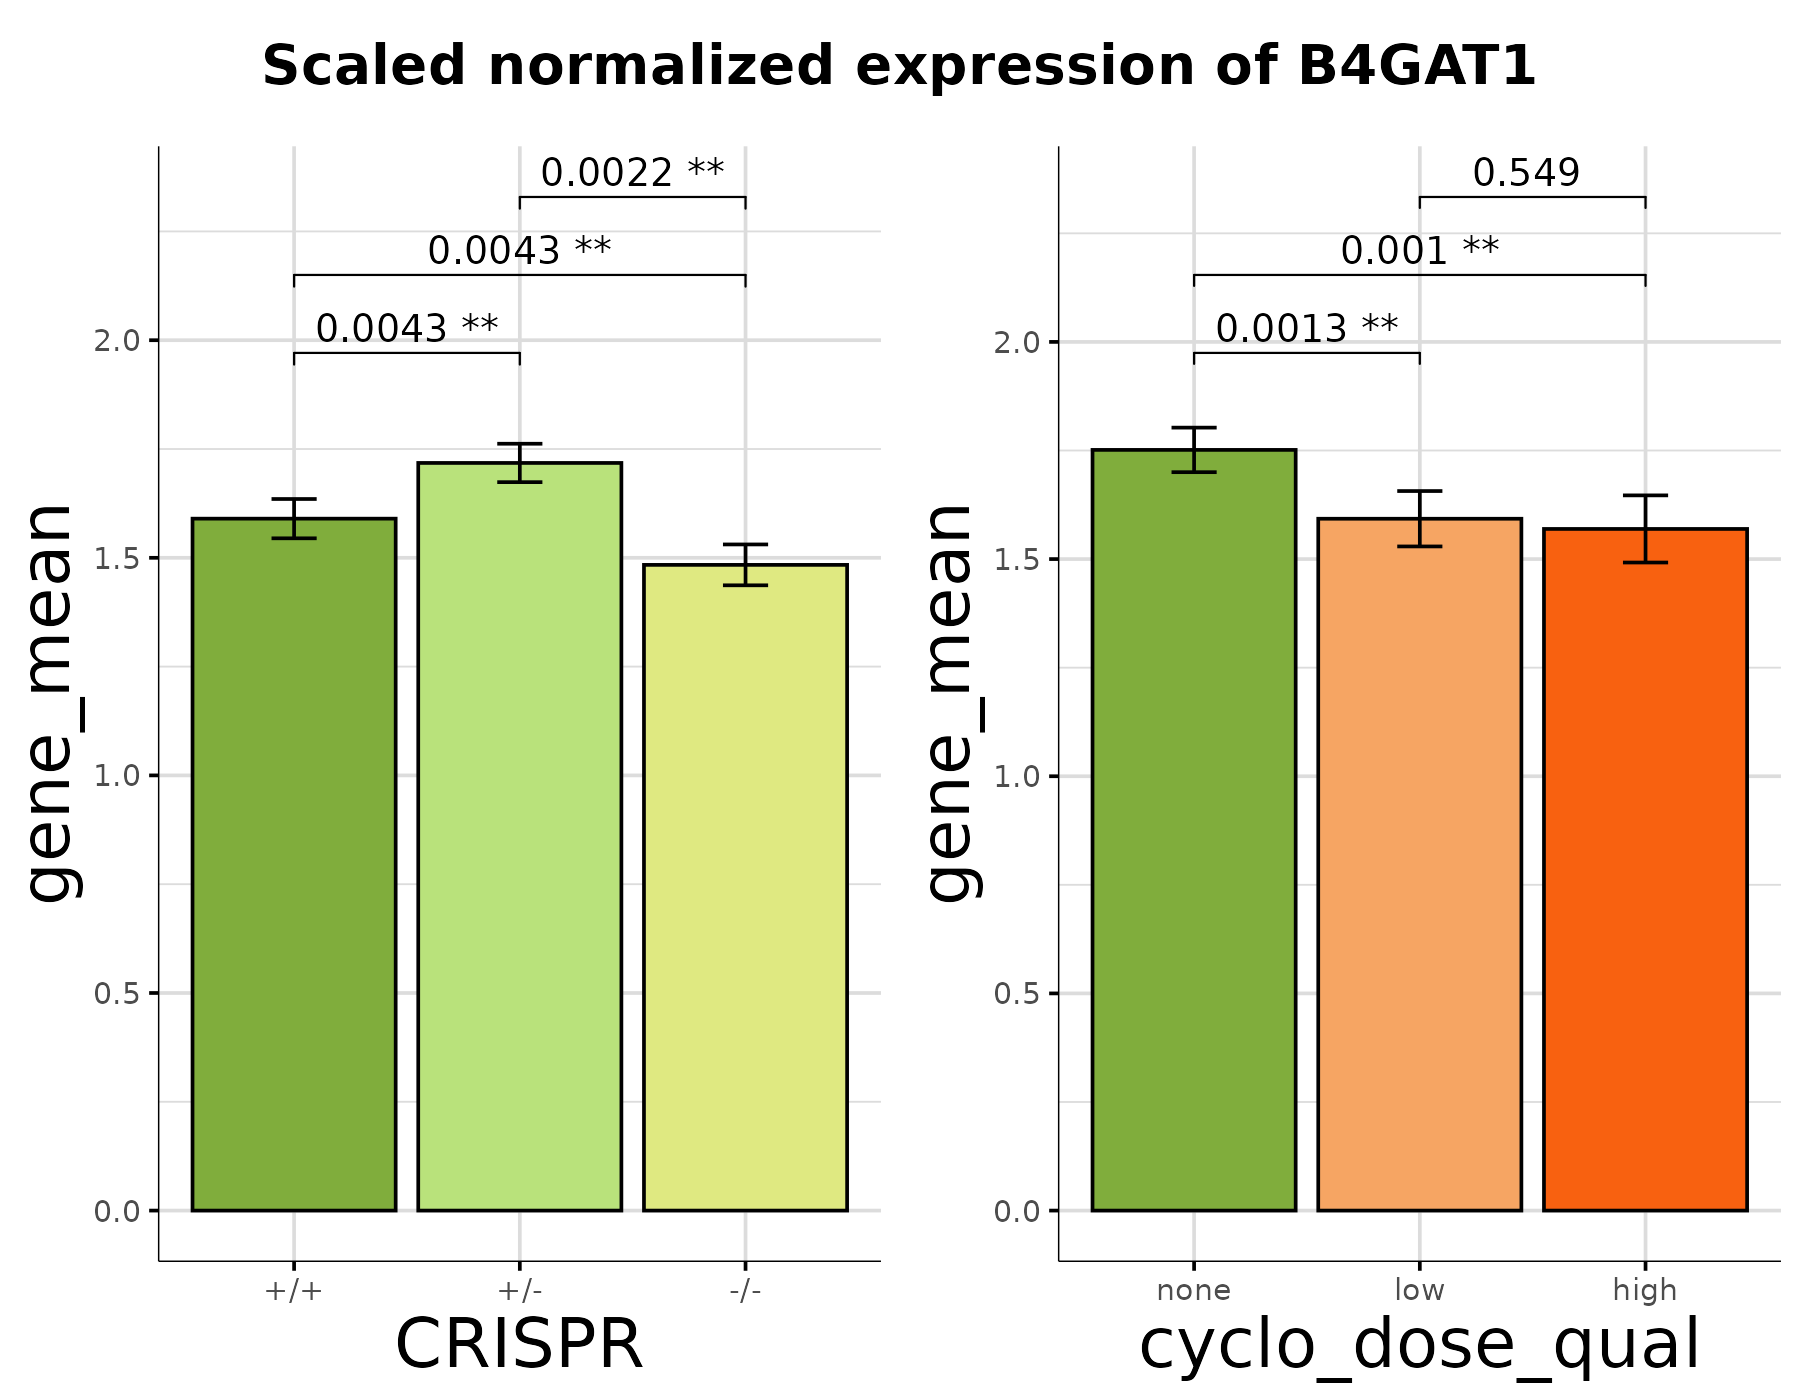 Scaled normalized expression of B4GAT1
gene_mean
0.0022 **
0.0043 **
0.0043 **
2.0
1.5
1.0
0.5
0.0
+/+ +/- -/-
CRISPR
gene_mean
0.549
0.001 **
0.0013 **
2.0
1.5
1.0
0.5
0.0
none low high
cyclo_dose_qual